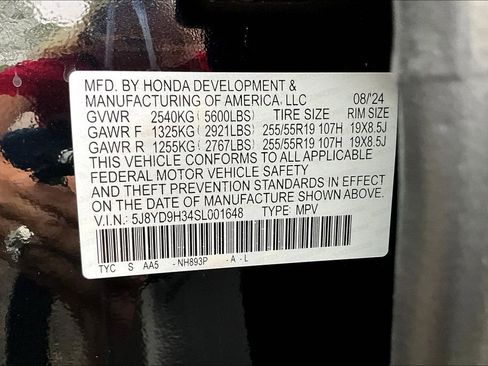 MFD. BY HONDA DEVELOPMENT &
MANUFACTURING OF AMERICA, LLC 08/'24
GVWR 2540KG (5600LBS) TIRE SIZE RIM SIZE
GAWR F 1325KG (2921LBS) 255/55R19 107H 19X8.5J
GAWR R 1255KG (2767LBS) 255/55R19 107H 19X8.5J
THIS VEHICLE CONFORMS TO ALL APPLICABLE
FEDERAL MOTOR VEHICLE SAFETY
AND THEFT PREVENTION STANDARDS IN EFFECT
ON THE DATE OF MANUFACTURE SHOWN ABOVE.
V.I.N.: 5J8YD9H34SL001648 TYPE: MPV
TYC S AA5 -NH893P -A-L